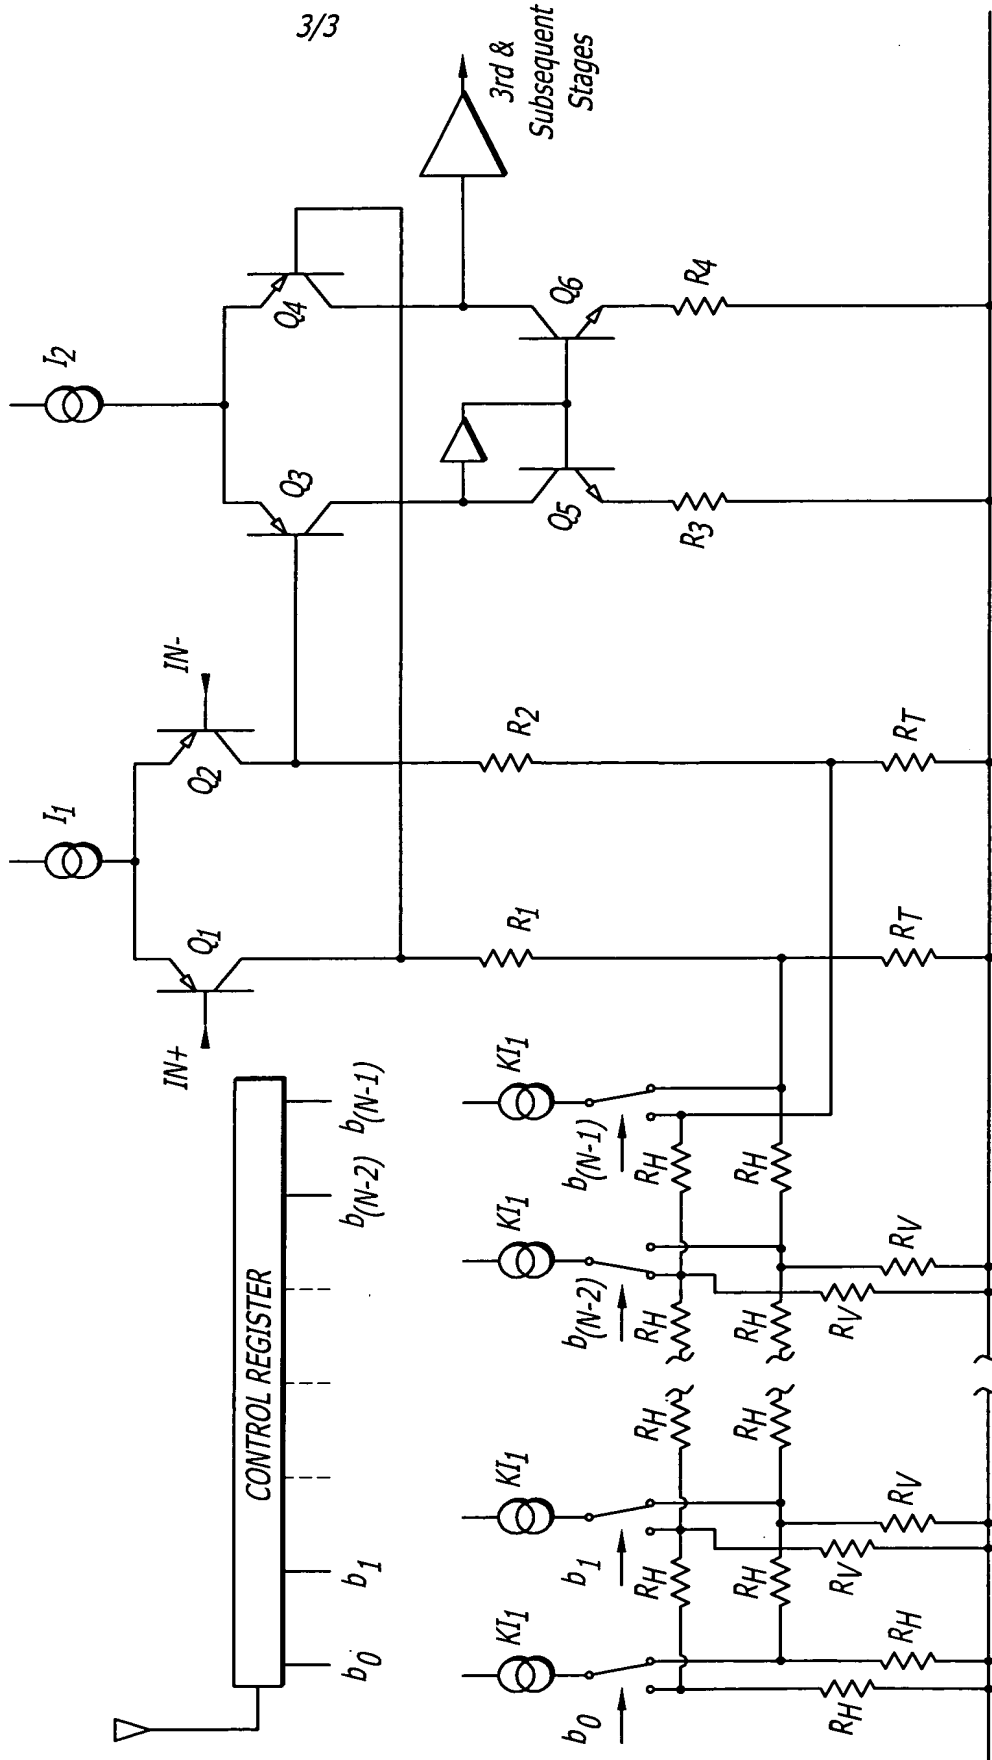 3/3
I1
I2
IN+
Q1
Q2
IN-
Q3
Q4
3rd &
Subsequent
Stages
CONTROL REGISTER
b0
b1
b(N-2)
b(N-1)
Q5
Q6
KI1
KI1
KI1
KI1
R1
R2
R3
R4
b0
b1
b(N-2)
b(N-1)
RH
RH
RH
RH
RH
RH
RH
RH
RH
RV
RV
RV
RV
RH
RT
RT